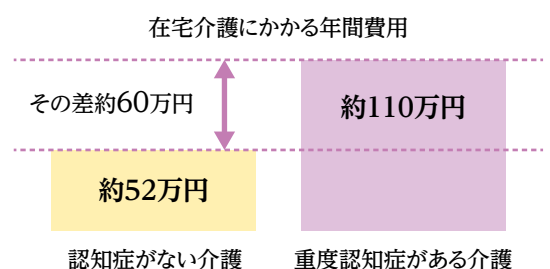 在宅介護にかかる年間費用
その差約60万円
約110万円
約52万円
認知症がない介護
重度認知症がある介護